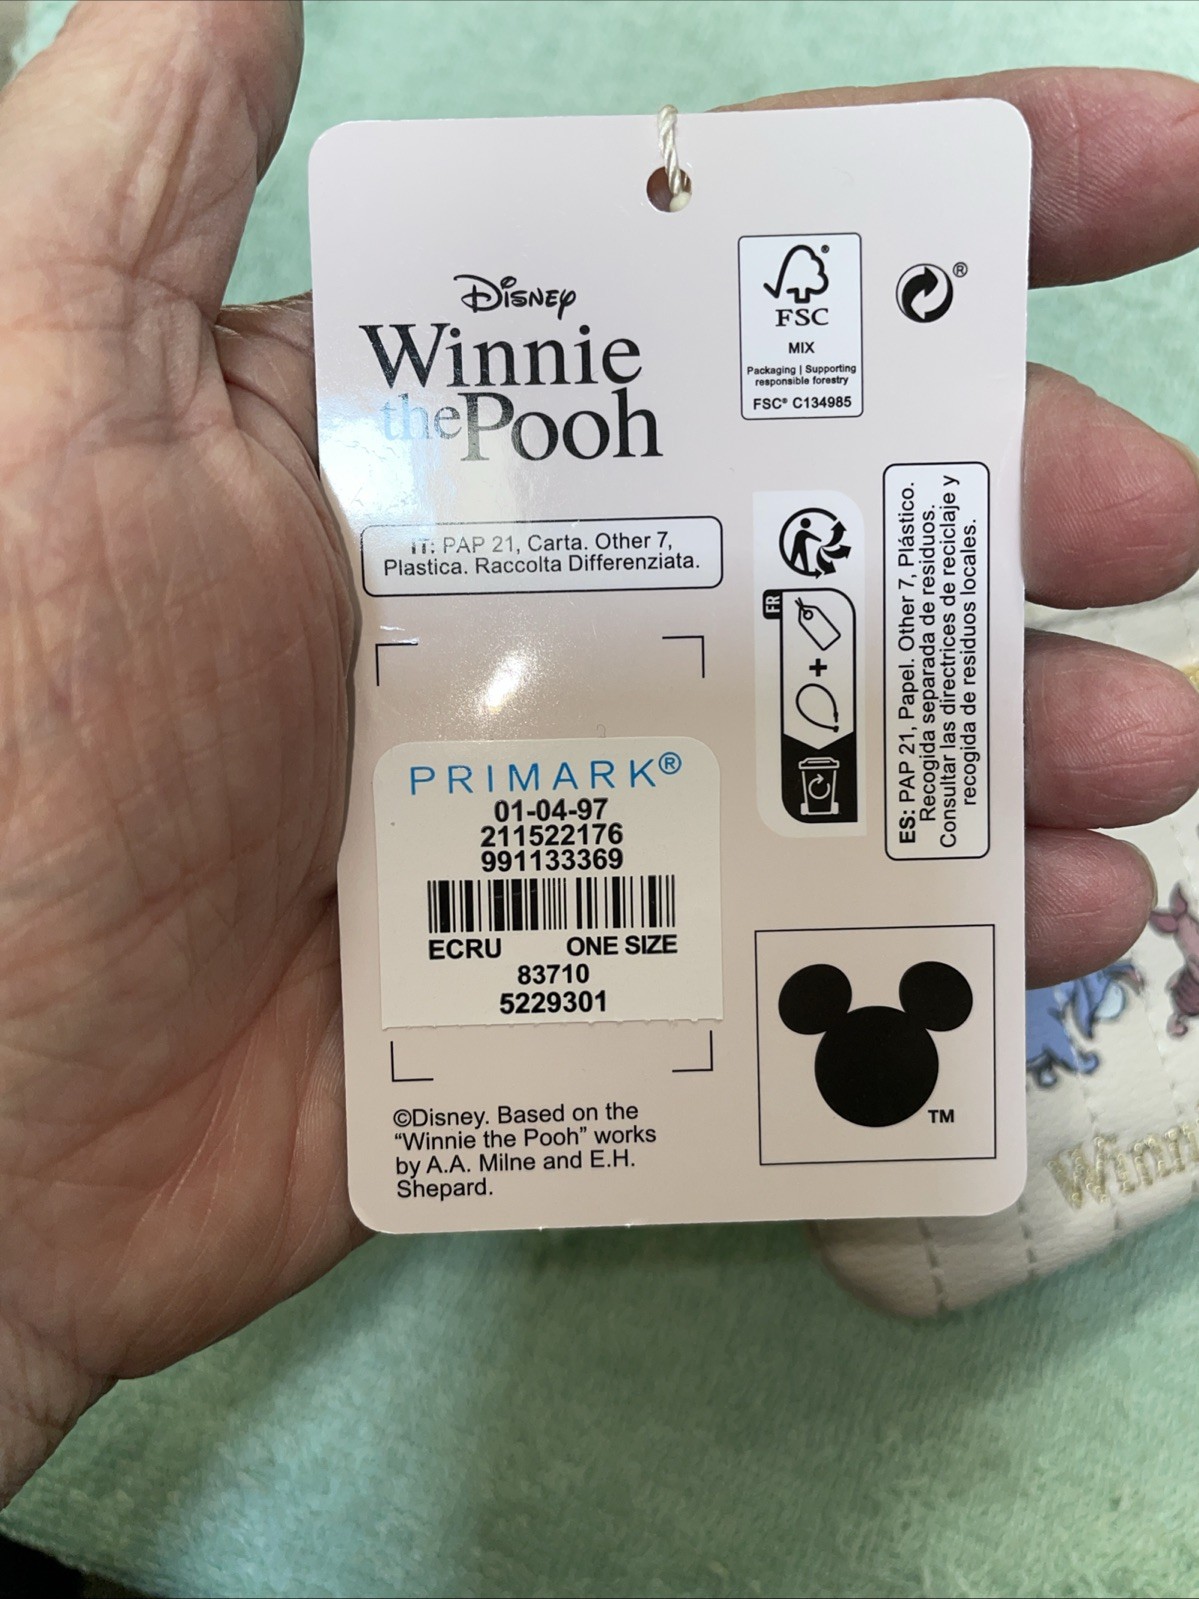 Disney
Winnie
the Pooh
FSC
MIX
Packaging | Supporting
responsible forestry
FSC® C134985
®
IT: PAP 21, Carta. Other 7,
Plastica. Raccolta Differenziata.
FR
+
ES: PAP 21, Papel. Other 7, Plástico.
Recogida separada de residuos.
Consultar las directrices de reciclaje y
recogida de residuos locales.
PRIMARK®
01-04-97
211522176
991133369
ECRU ONE SIZE
83710
5229301
©Disney. Based on the
“Winnie the Pooh” works
by A.A. Milne and E.H.
Shepard.
TM